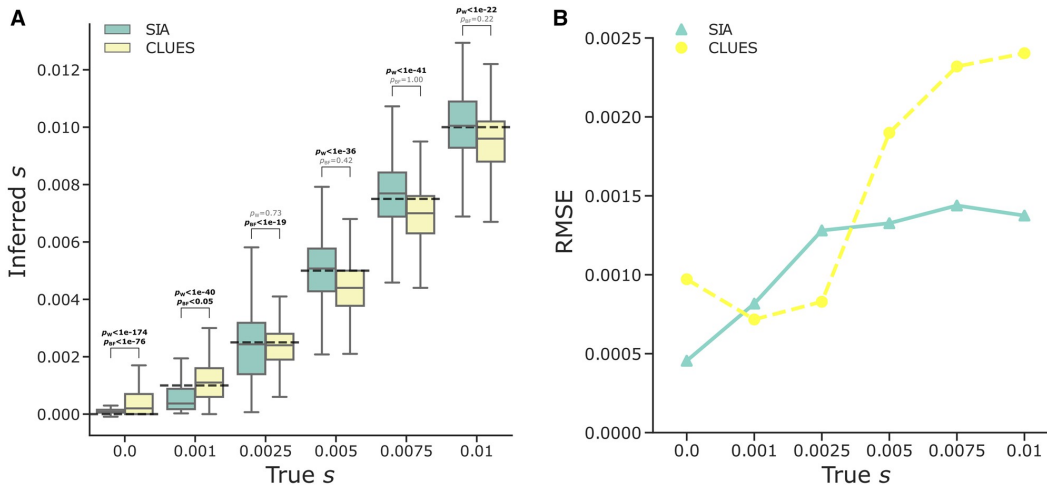 A
SIA
CLUES
Inferred s
0.012
0.010
0.008
0.006
0.004
0.002
0.000
pW<1e-174
pBF<1e-76
pW<1e-40
pBF<0.05
pW=0.73
pBF<1e-19
pW<1e-36
pBF=0.42
pW<1e-41
pBF=1.00
pW<1e-22
pBF=0.22
0.0 0.001 0.0025 0.005 0.0075 0.01
True s
B
SIA
CLUES
RMSE
0.0025
0.0020
0.0015
0.0010
0.0005
0.0000
0.0 0.001 0.0025 0.005 0.0075 0.01
True s